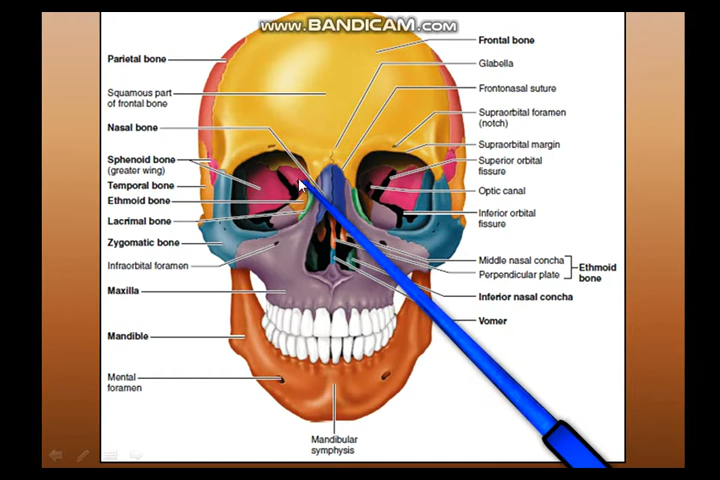 www.BANDICAM.com
Parietal bone
Squamous part
of frontal bone
Nasal bone
Sphenoid bone
(greater wing)
Temporal bone
Ethmoid bone
Lacrimal bone
Zygomatic bone
Infraorbital foramen
Maxilla
Mandible
Mental
foramen
Frontal bone
Glabella
Frontonasal suture
Supraorbital foramen
(notch)
Supraorbital margin
Superior orbital
fissure
Optic canal
Inferior orbital
fissure
Middle nasal concha
Perpendicular plate
Ethmoid
bone
Inferior nasal concha
Vomer
Mandibular
symphysis